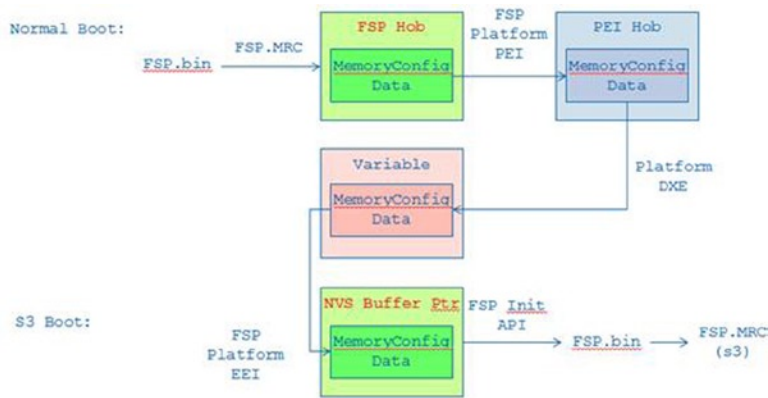 Normal Boot:
FSP.bin
FSP.MRC
FSP Hob
MemoryConfig
Data
FSP
Platform
PEI
PEI Hob
MemoryConfig
Data
Platform
DXE
Variable
MemoryConfig
Data
S3 Boot:
FSP
Platform
EEI
NVS Buffer Ptr
MemoryConfig
Data
FSP Init
API
FSP.bin
FSP.MRC
(s3)